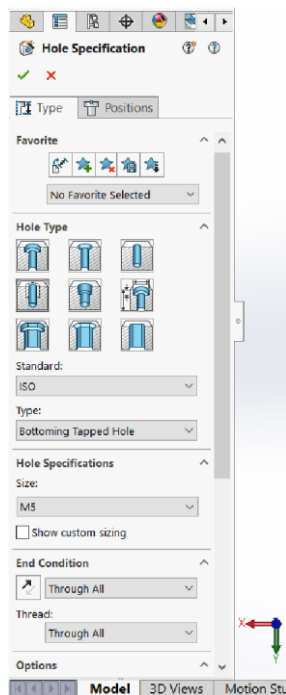 Hole Specification
Type
Positions
Favorite
No Favorite Selected
Hole Type
Standard:
ISO
Type:
Bottoming Tapped Hole
Hole Specifications
Size:
M5
Show custom sizing
End Condition
Through All
Thread:
Through All
Options
X
Y
Model
3D Views
Motion Stu